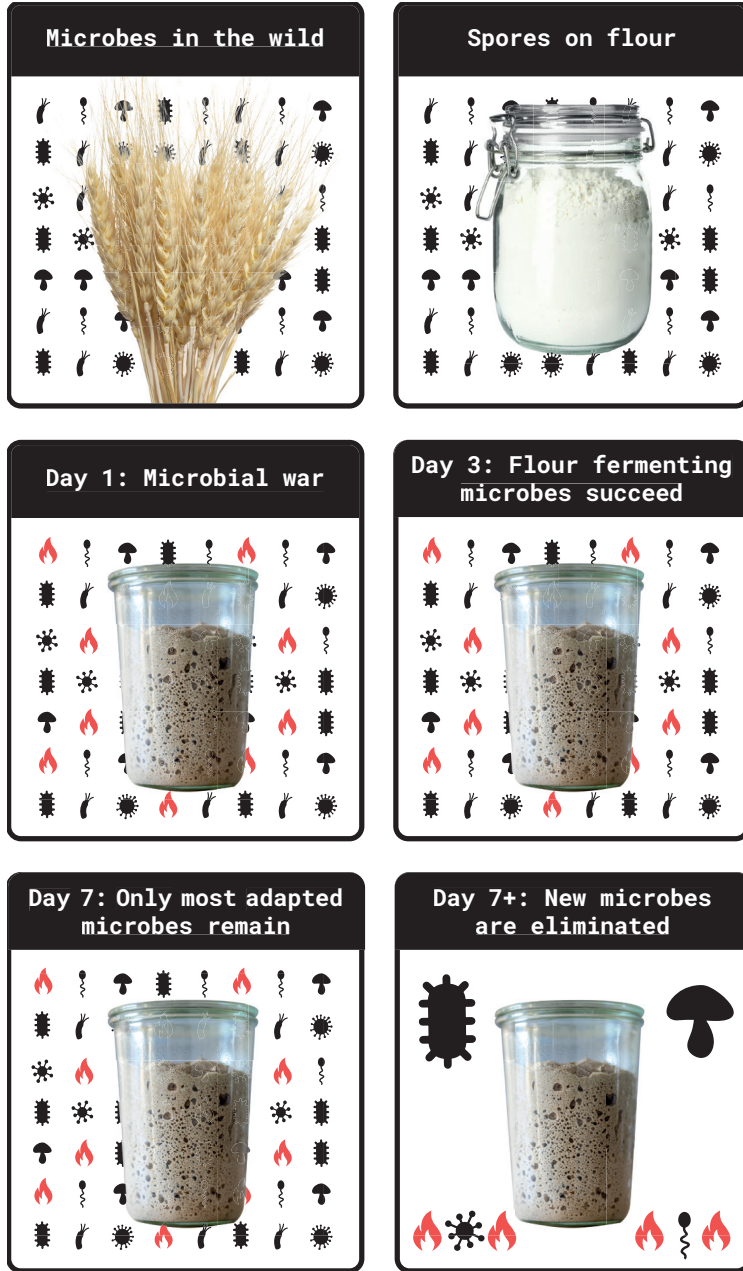 Microbes in the wild
Spores on flour
Day 1: Microbial war
Day 3: Flour fermenting
microbes succeed
Day 7: Only most adapted
microbes remain
Day 7+: New microbes
are eliminated